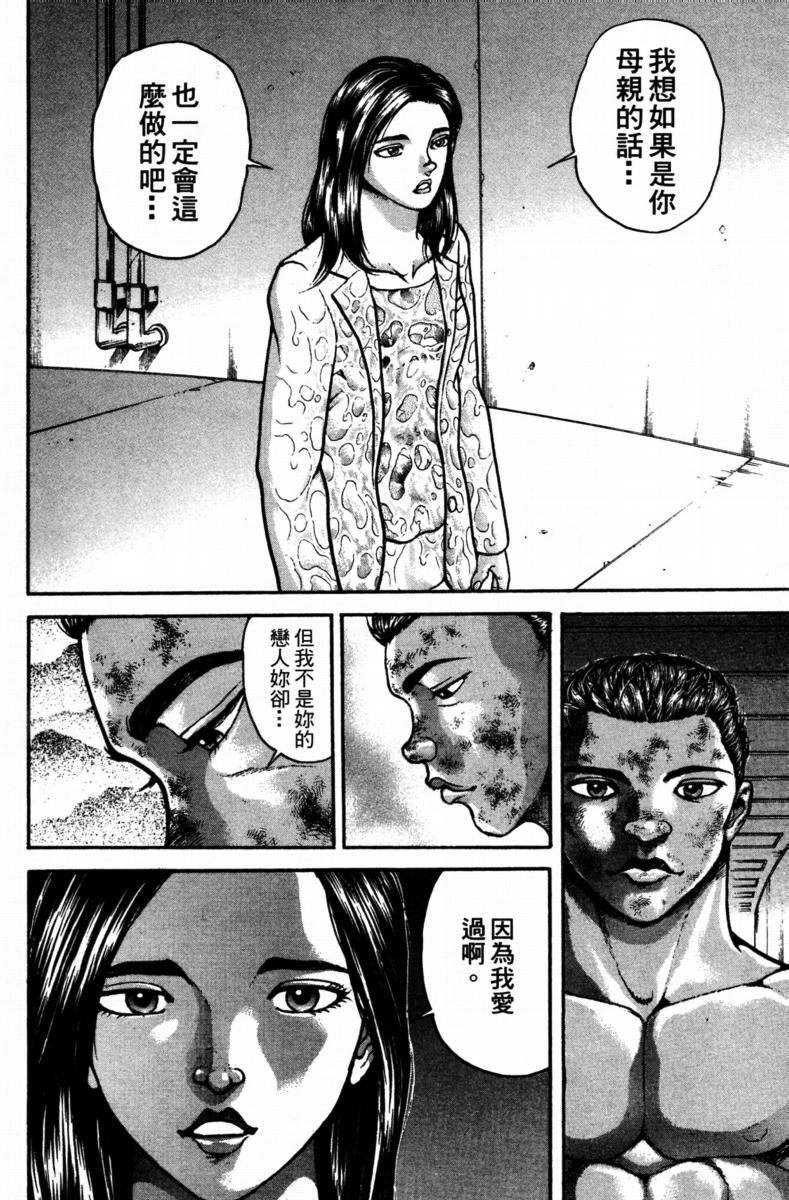 我想如果是你
母親的話…
也一定會這
麼做的吧…
但我不是妳的
戀人妳卻…
因為我愛
過啊。